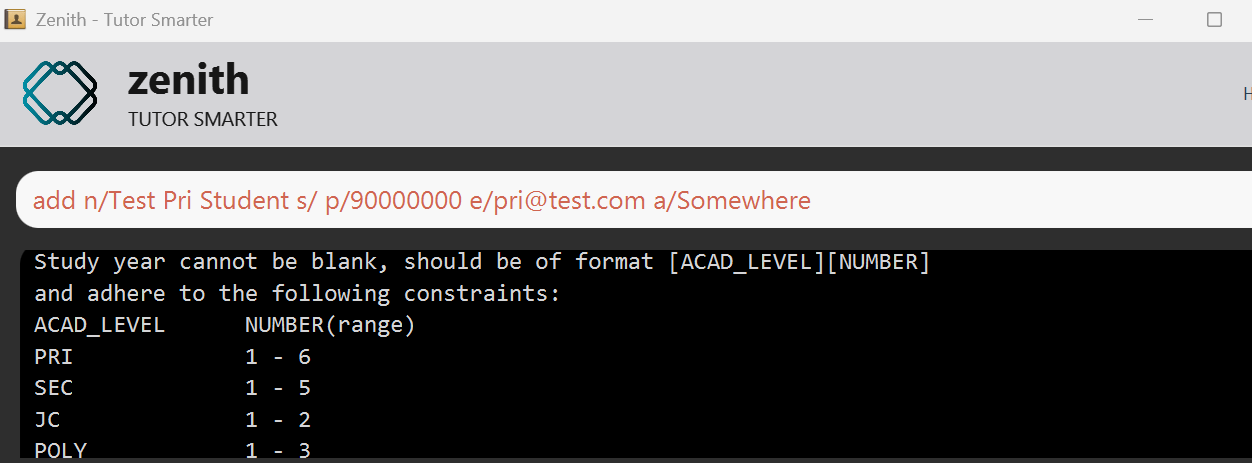 Zenith - Tutor Smarter
zenith
TUTOR SMARTER
H
add n/Test Pri Student s/ p/90000000 e/pri@test.com a/Somewhere
Study year cannot be blank, should be of format [ACAD_LEVEL][NUMBER]
and adhere to the following constraints:
ACAD_LEVEL NUMBER(range)
PRI 1 - 6
SEC 1 - 5
JC 1 - 2
POLY 1 - 3